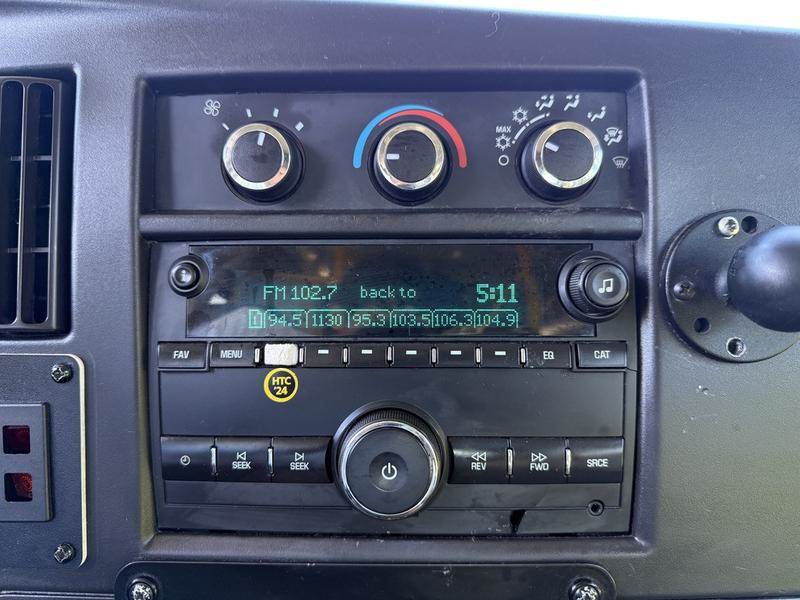 MAX
FM 102.7 back to 5:11
1 94.5 1130 95.3 103.5 106.3 104.9
FAV MENU EQ CAT
HTC
'24
SEEK SEEK REV FWD SRCE